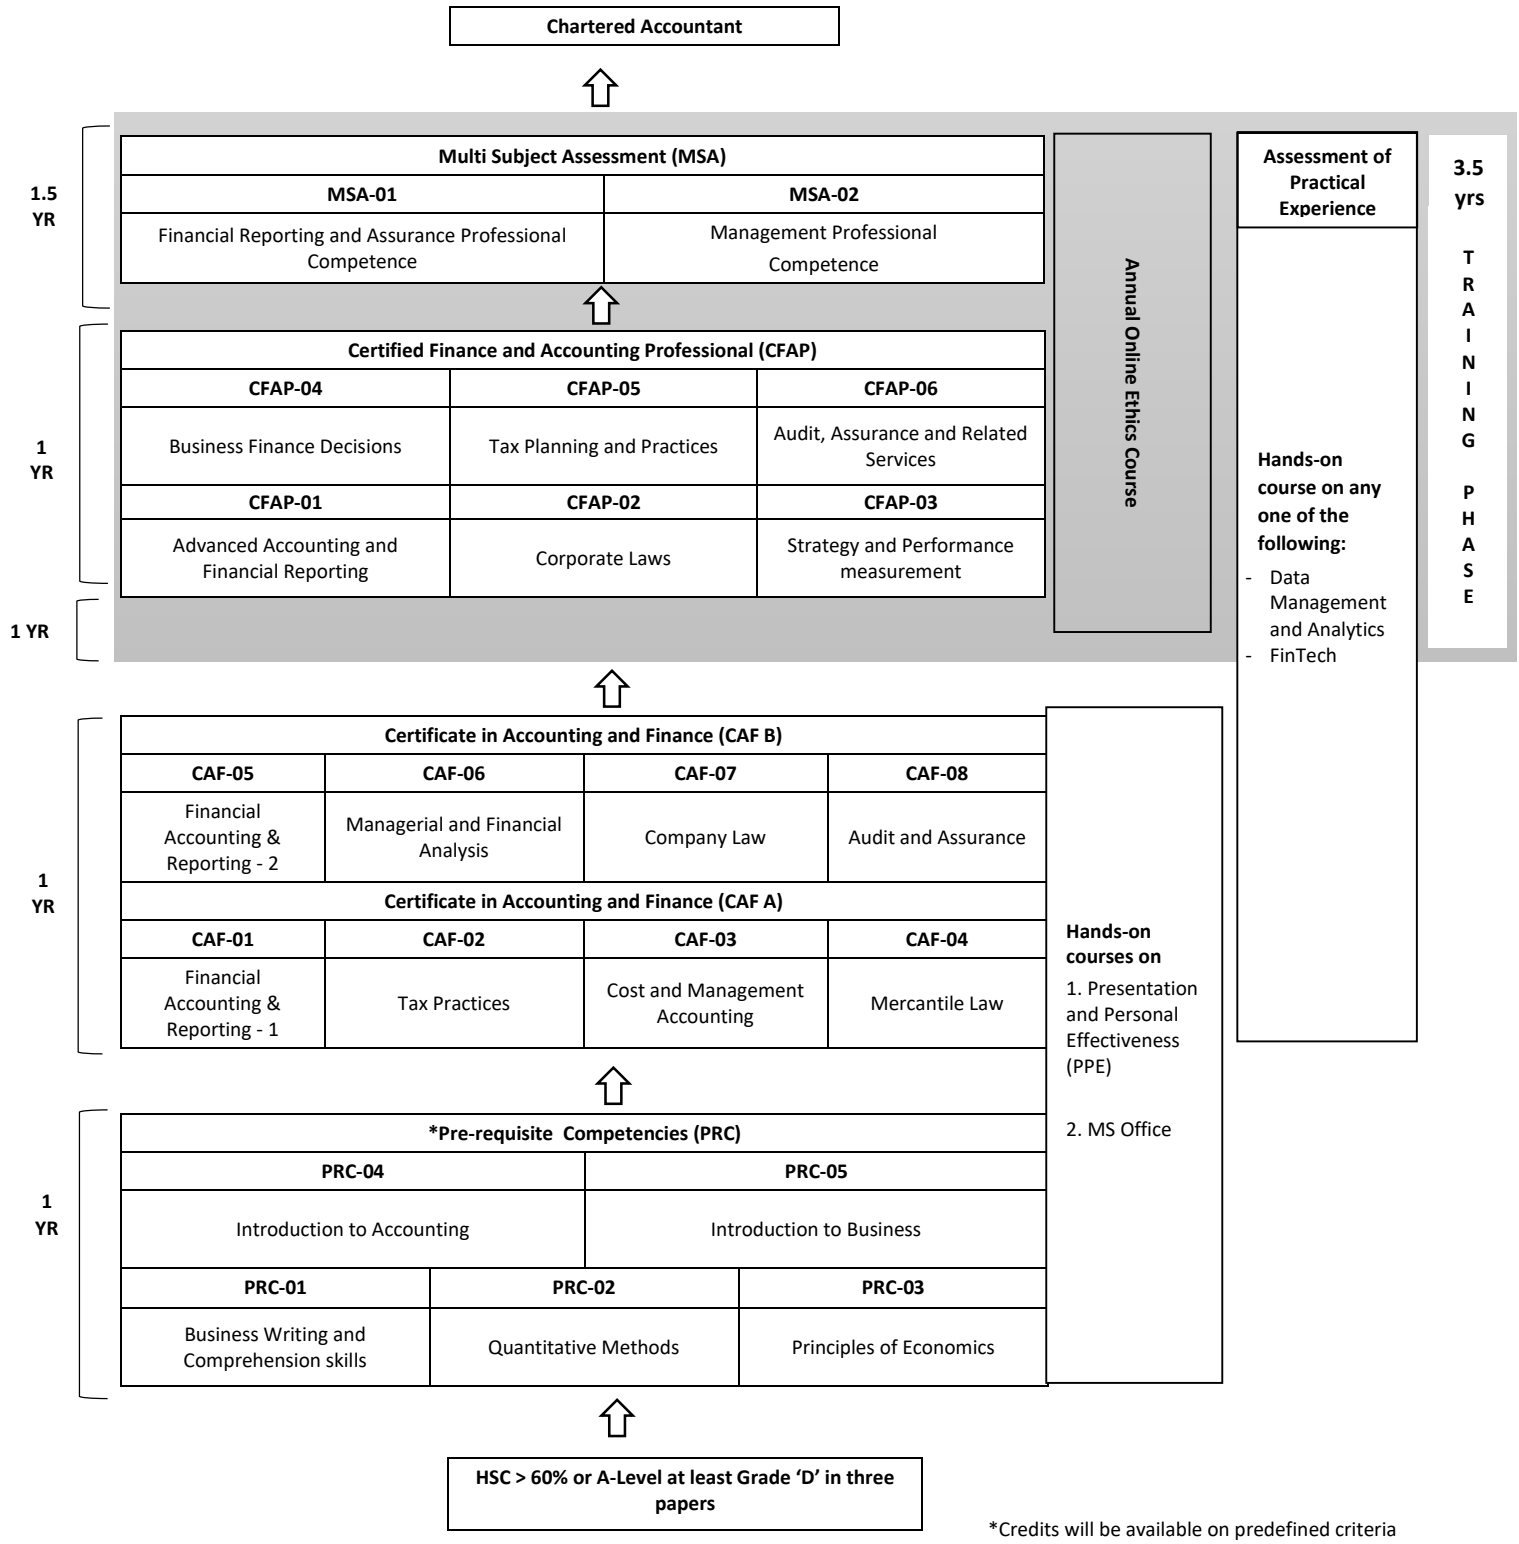 Chartered Accountant
1.5
YR
Multi Subject Assessment (MSA)
MSA-01
MSA-02
Financial Reporting and Assurance Professional
Competence
Management Professional
Competence
Certified Finance and Accounting Professional (CFAP)
1
YR
CFAP-04
CFAP-05
CFAP-06
Business Finance Decisions
Tax Planning and Practices
Audit, Assurance and Related
Services
CFAP-01
CFAP-02
CFAP-03
Advanced Accounting and
Financial Reporting
Corporate Laws
Strategy and Performance
measurement
1 YR
Annual Online Ethics Course
Assessment of
Practical
Experience
Hands-on
course on any
one of the
following:
- Data
Management
and Analytics
- FinTech
3.5
yrs
T
R
A
I
N
I
N
G
P
H
A
S
E
Certificate in Accounting and Finance (CAF B)
CAF-05
CAF-06
CAF-07
CAF-08
Financial
Accounting &
Reporting - 2
Managerial and Financial
Analysis
Company Law
Audit and Assurance
1
YR
Certificate in Accounting and Finance (CAF A)
CAF-01
CAF-02
CAF-03
CAF-04
Financial
Accounting &
Reporting - 1
Tax Practices
Cost and Management
Accounting
Mercantile Law
Hands-on
courses on
1. Presentation
and Personal
Effectiveness
(PPE)
2. MS Office
*Pre-requisite Competencies (PRC)
PRC-04
PRC-05
1
YR
Introduction to Accounting
Introduction to Business
PRC-01
PRC-02
PRC-03
Business Writing and
Comprehension skills
Quantitative Methods
Principles of Economics
HSC > 60% or A-Level at least Grade ‘D’ in three
papers
*Credits will be available on predefined criteria